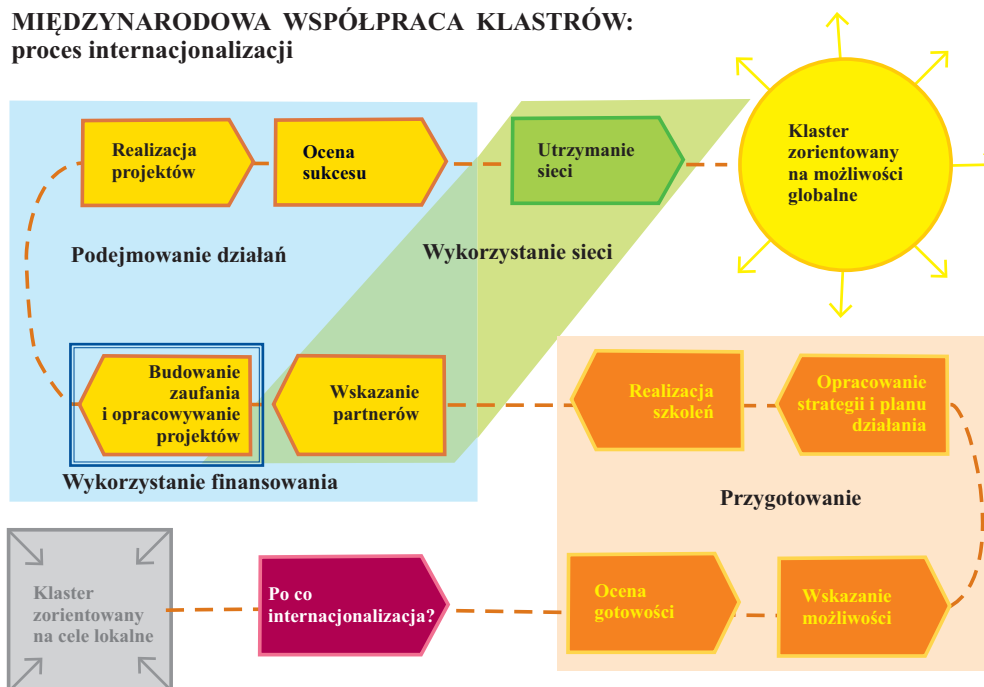 MIĘDZYNARODOWA WSPÓŁPRACA KLASTRÓW:
proces internacjonalizacji
Realizacja
projektów
Ocena
sukcesu
Utrzymanie
sieci
Klaster
zorientowany
na możliwości
globalne
Podejmowanie działań
Wykorzystanie sieci
Budowanie
zaufania
i opracowywanie
projektów
Wskazanie
partnerów
Realizacja
szkoleń
Opracowanie
strategii i planu
działania
Wykorzystanie finansowania
Przygotowanie
Klaster
zorientowany
na cele lokalne
Po co
internacjonalizacja?
Ocena
gotowości
Wskazanie
możliwości